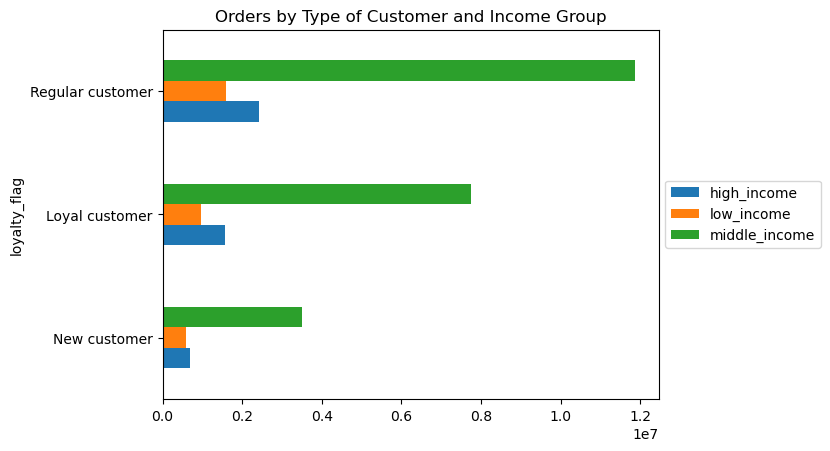 Orders by Type of Customer and Income Group
Regular customer
Loyal customer
New customer
loyalty_flag
0.0 0.2 0.4 0.6 0.8 1.0 1.2
1e7
high_income
low_income
middle_income